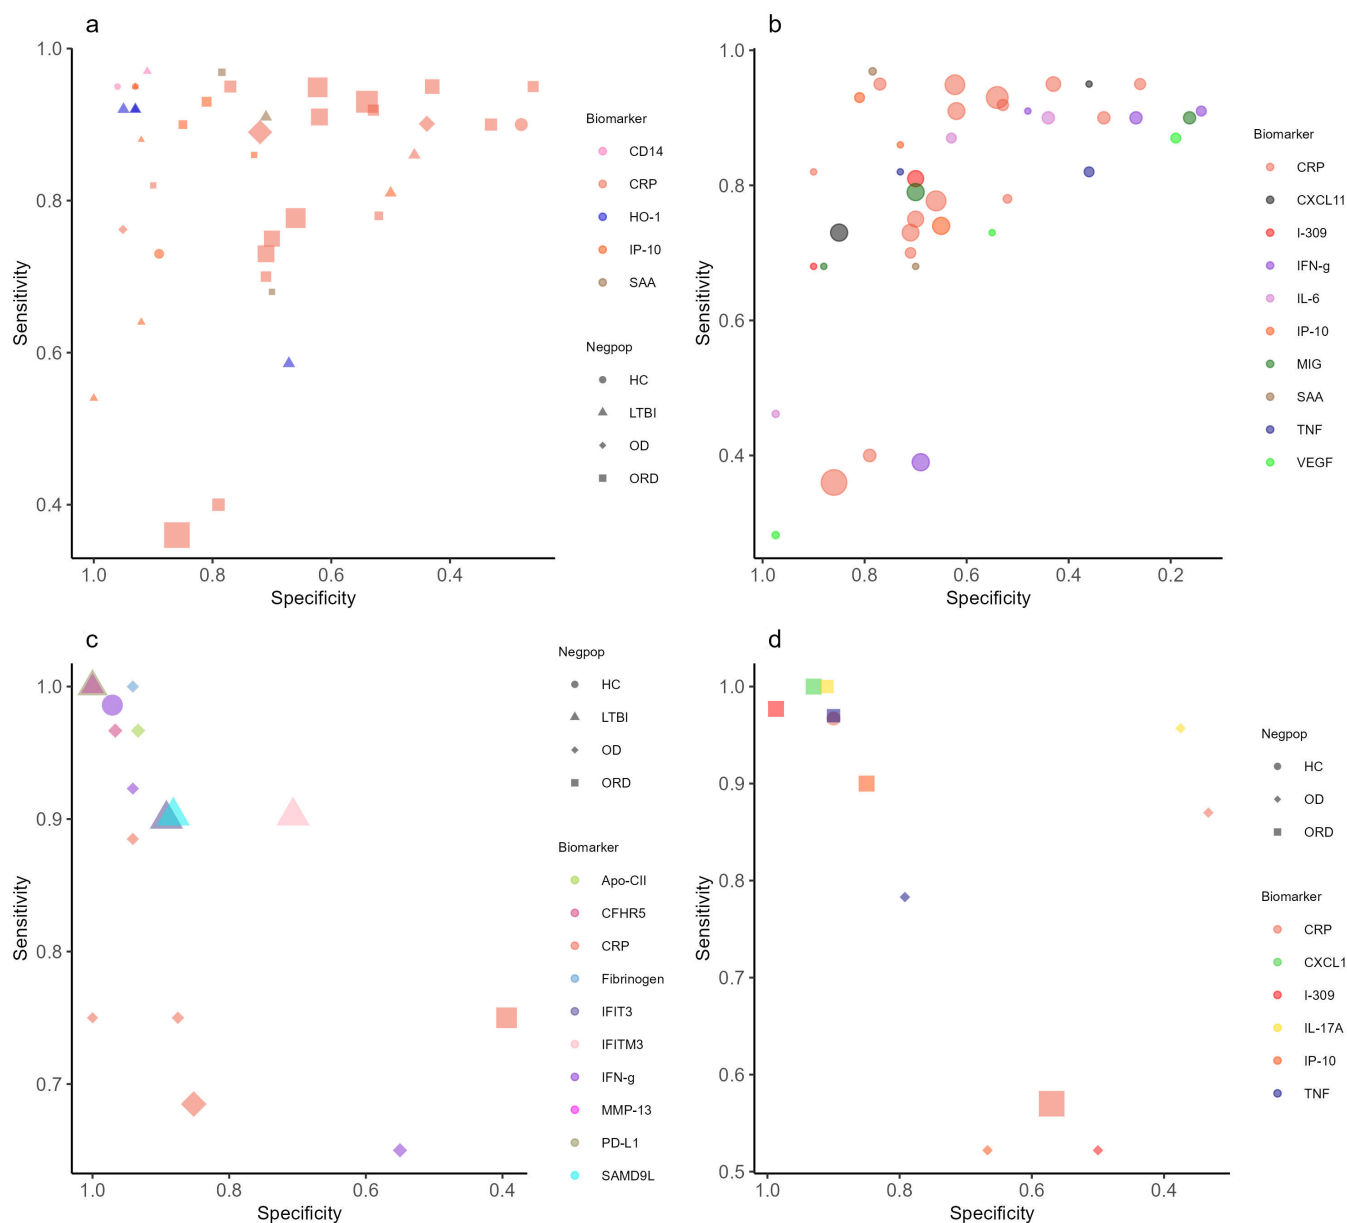 a
1.0
0.8
0.6
0.4
Sensitivity
1.0
0.8
0.6
0.4
Specificity
Biomarker
CD14
CRP
HO-1
IP-10
SAA
Negpop
HC
LTBI
OD
ORD
b
1.0
0.8
0.6
0.4
Sensitivity
1.0
0.8
0.6
0.4
0.2
Specificity
Biomarker
CRP
CXCL11
I-309
IFN-g
IL-6
IP-10
MIG
SAA
TNF
VEGF
c
1.0
0.9
0.8
0.7
Sensitivity
1.0
0.8
0.6
0.4
Specificity
Negpop
HC
LTBI
OD
ORD
Biomarker
Apo-CII
CFHR5
CRP
Fibrinogen
IFIT3
IFITM3
IFN-g
MMP-13
PD-L1
SAMD9L
d
1.0
0.9
0.8
0.7
0.6
0.5
Sensitivity
1.0
0.8
0.6
0.4
Specificity
Negpop
HC
OD
ORD
Biomarker
CRP
CXCL1
I-309
IL-17A
IP-10
TNF